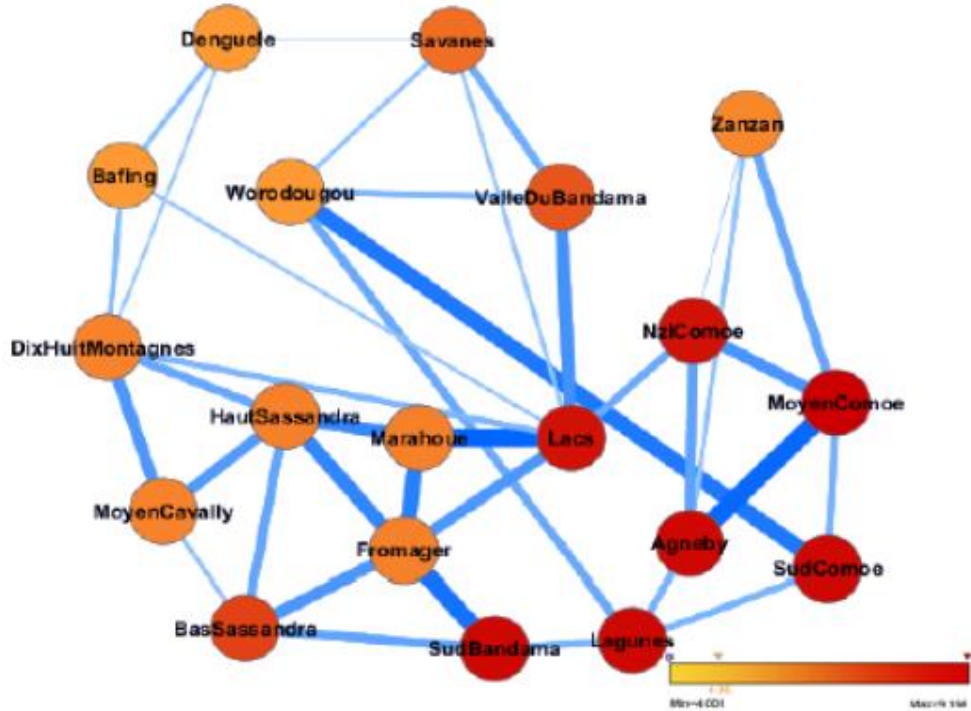 Denguele
Savanes
Zanzan
Bafing
Worodougou
ValleDuBandama
NziComoe
DixHuitMontagnes
MoyenComoe
HautSassandra
Marahoue
Lacs
MoyenCavally
Fromager
Agneby
SudComoe
BasSassandra
SudBandama
Lagunes